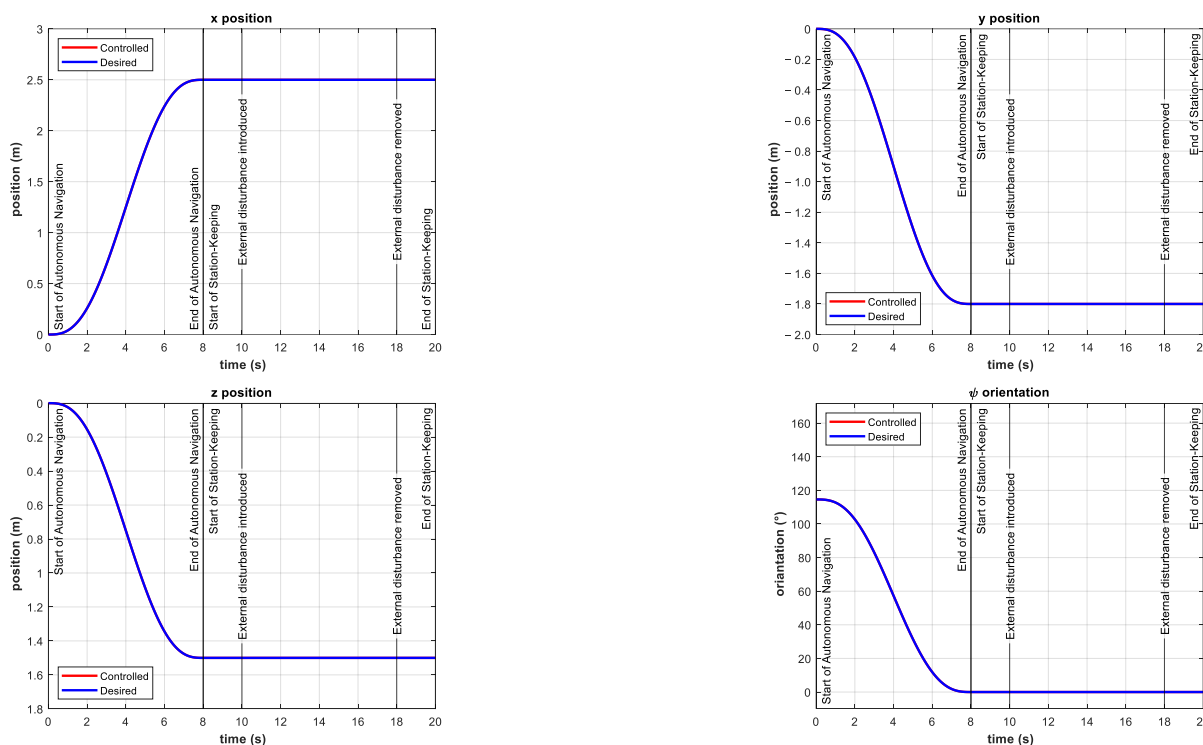 x position
3
2.5
2
1.5
1
0.5
0
position (m)
Controlled
Desired
Start of Autonomous Navigation
End of Autonomous Navigation
Start of Station-Keeping
External disturbance introduced
External disturbance removed
End of Station-Keeping
0 2 4 6 8 10 12 14 16 18 20
time (s)
y position
0
− 0.2
− 0.4
− 0.6
− 0.8
− 1.0
− 1.2
− 1.4
− 1.6
− 1.8
− 2.0
position (m)
Start of Autonomous Navigation
End of Autonomous Navigation
Start of Station-Keeping
External disturbance introduced
External disturbance removed
End of Station-Keeping
Controlled
Desired
0 2 4 6 8 10 12 14 16 18 20
time (s)
z position
0
0.2
0.4
0.6
0.8
1
1.2
1.4
1.6
1.8
position (m)
Start of Autonomous Navigation
End of Autonomous Navigation
Start of Station-Keeping
External disturbance introduced
External disturbance removed
End of Station-Keeping
Controlled
Desired
0 2 4 6 8 10 12 14 16 18 20
time (s)
ψ orientation
160
140
120
100
80
60
40
20
0
oriantation (°)
Controlled
Desired
Start of Autonomous Navigation
End of Autonomous Navigation
Start of Station-Keeping
External disturbance introduced
External disturbance removed
End of Station-Keeping
0 2 4 6 8 10 12 14 16 18 20
time (s)